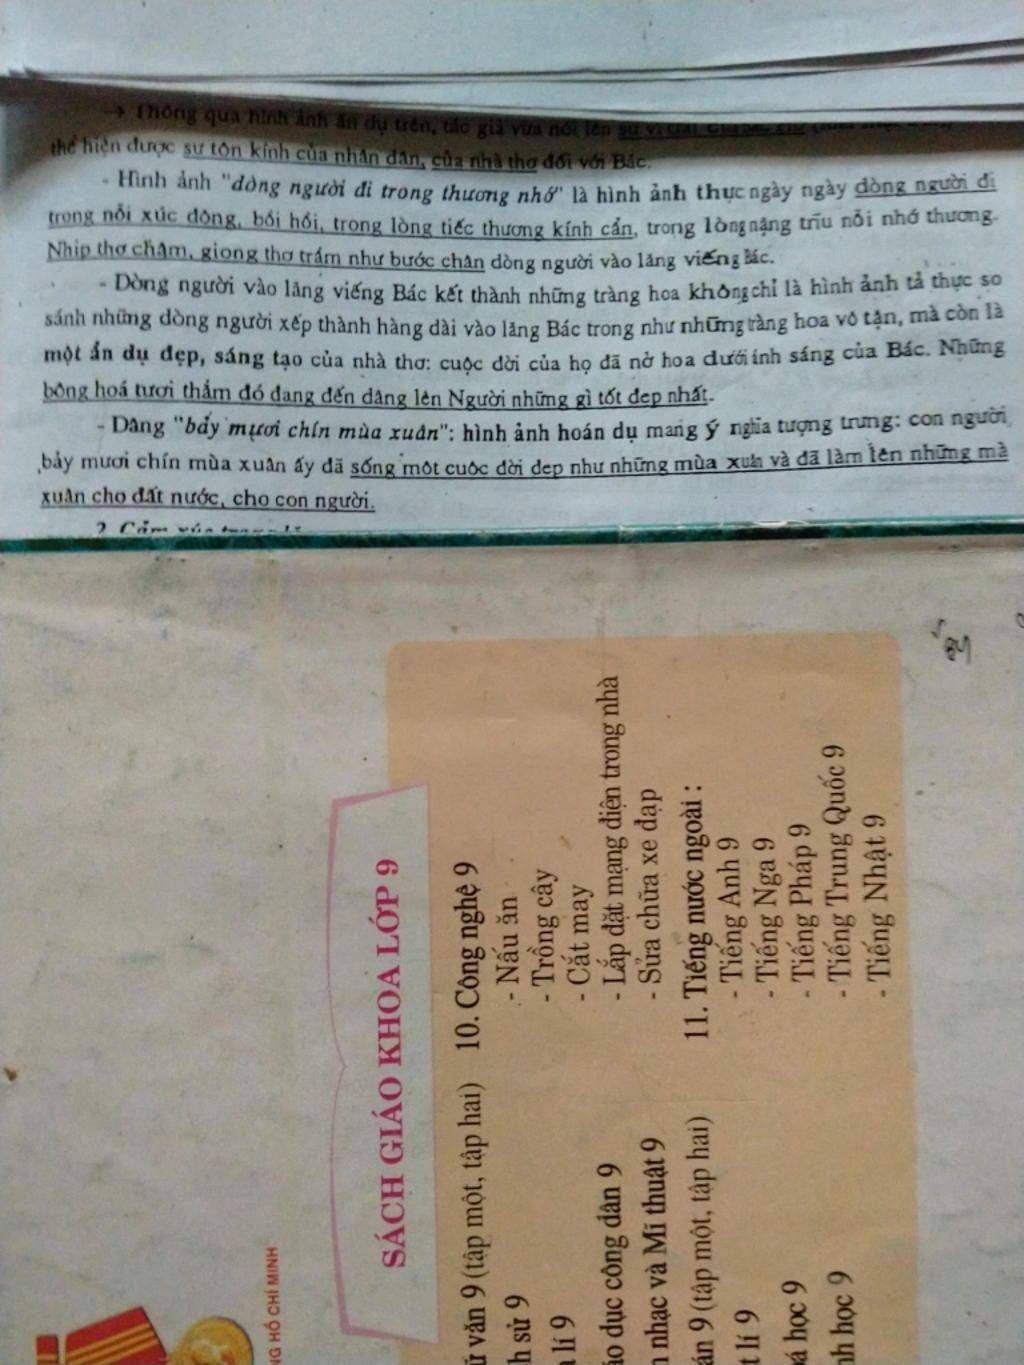 → Thông qua hình ảnh ẩn dụ trên, tác giả vừa nói lên
thể hiện được sự tôn kính của nhân dân, của nhà thơ đối với Bác.
- Hình ảnh "dòng người đi trong thương nhớ" là hình ảnh thực ngày ngày dòng người đi
trong nỗi xúc động, bồi hồi, trong lòng tiếc thương kính cẩn, trong lòng nặng trĩu nỗi nhớ thương.
Nhịp thơ chậm, giọng thơ trầm như bước chân dòng người vào lăng viếng Bác.
- Dòng người vào lăng viếng Bác kết thành những tràng hoa không chỉ là hình ảnh tả thực so
sánh những dòng người xếp thành hàng dài vào lăng Bác trong như những tràng hoa vô tận, mà còn là
một ẩn dụ đẹp, sáng tạo của nhà thơ: cuộc đời của họ đã nở hoa dưới ánh sáng của Bác. Những
bông hoá tươi thắm đó đang đến dâng lên Người những gì tốt đẹp nhất.
- Dâng "bảy mươi chín mùa xuân": hình ảnh hoán dụ mang ý nghĩa tượng trưng: con người
bảy mươi chín mùa xuân ấy đã sống một cuộc đời đẹp như những mùa xuân và đã làm lên những mà
xuân cho đất nước, cho con người.
SÁCH GIÁO KHOA LỚP 9
văn 9 (tập một, tập hai)
sử 9
lí 9
dục công dân 9
nhạc và Mĩ thuật 9
9 (tập một, tập hai)
lí 9
học 9
học 9
10. Công nghệ 9
- Nấu ăn
- Trồng cây
- Cắt may
- Lắp đặt mạng điện trong nhà
- Sửa chữa xe đạp
11. Tiếng nước ngoài :
- Tiếng Anh 9
- Tiếng Nga 9
- Tiếng Pháp 9
- Tiếng Trung Quốc 9
- Tiếng Nhật 9
HỒ CHÍ MINH